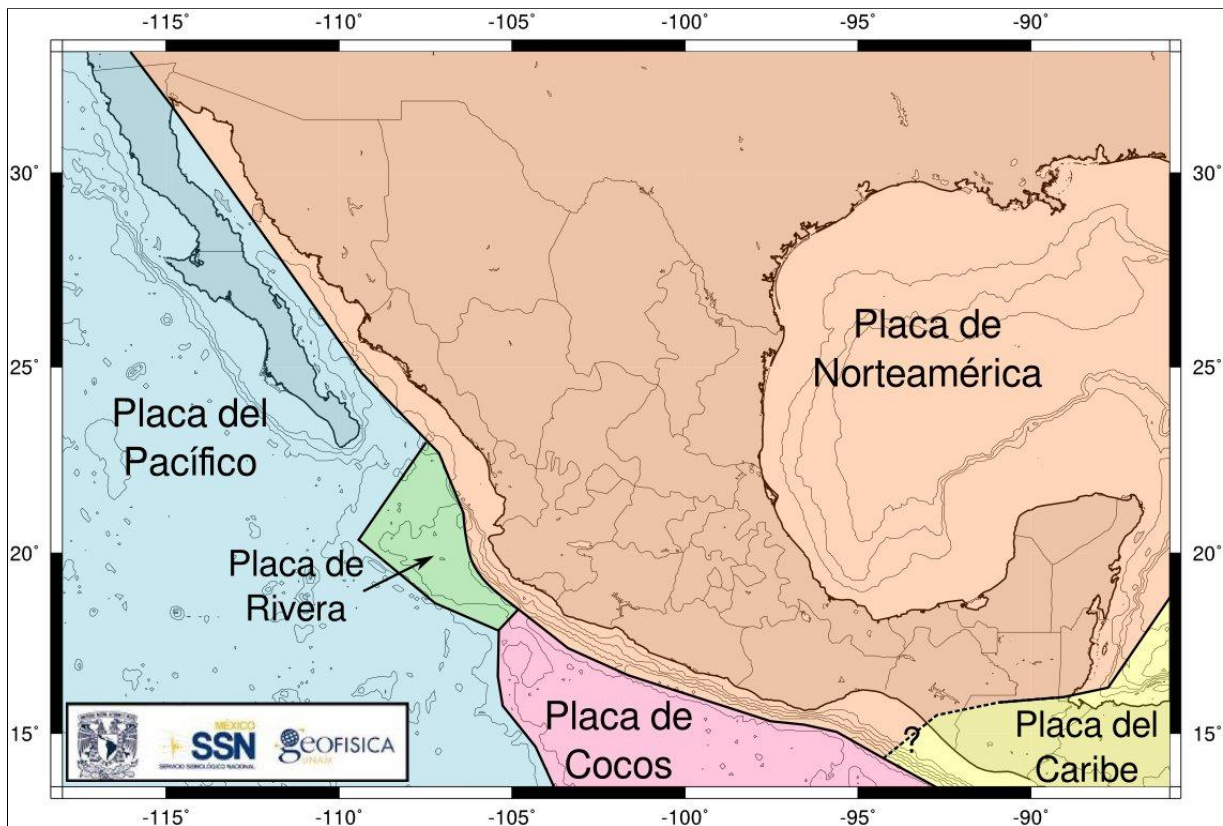 -115° -110° -105° -100° -95° -90°
30° 30°
25° 25°
20° 20°
15° 15°
Placa de
Norteamérica
Placa del
Pacífico
Placa de
Rivera
Placa de
Cocos
?
Placa del
Caribe
MÉXICO
SSN
SERVICIO SISMOLÓGICO NACIONAL
GEOFISICA
UNAM
-115° -110° -105° -100° -95° -90°